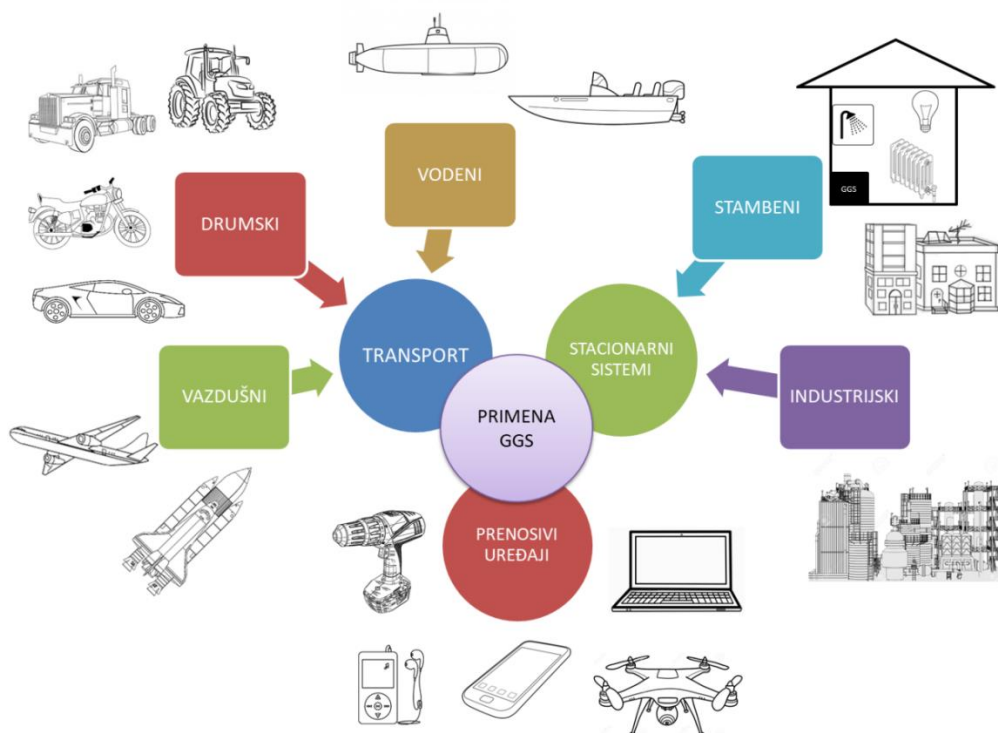 VODENI
DRUMSKI
STAMBENI
GGS
TRANSPORT
STACIONARNI
SISTEMI
VAZDUŠNI
INDUSTRIJSKI
PRIMENA
GGS
PRENOSIVI
UREĐAJI